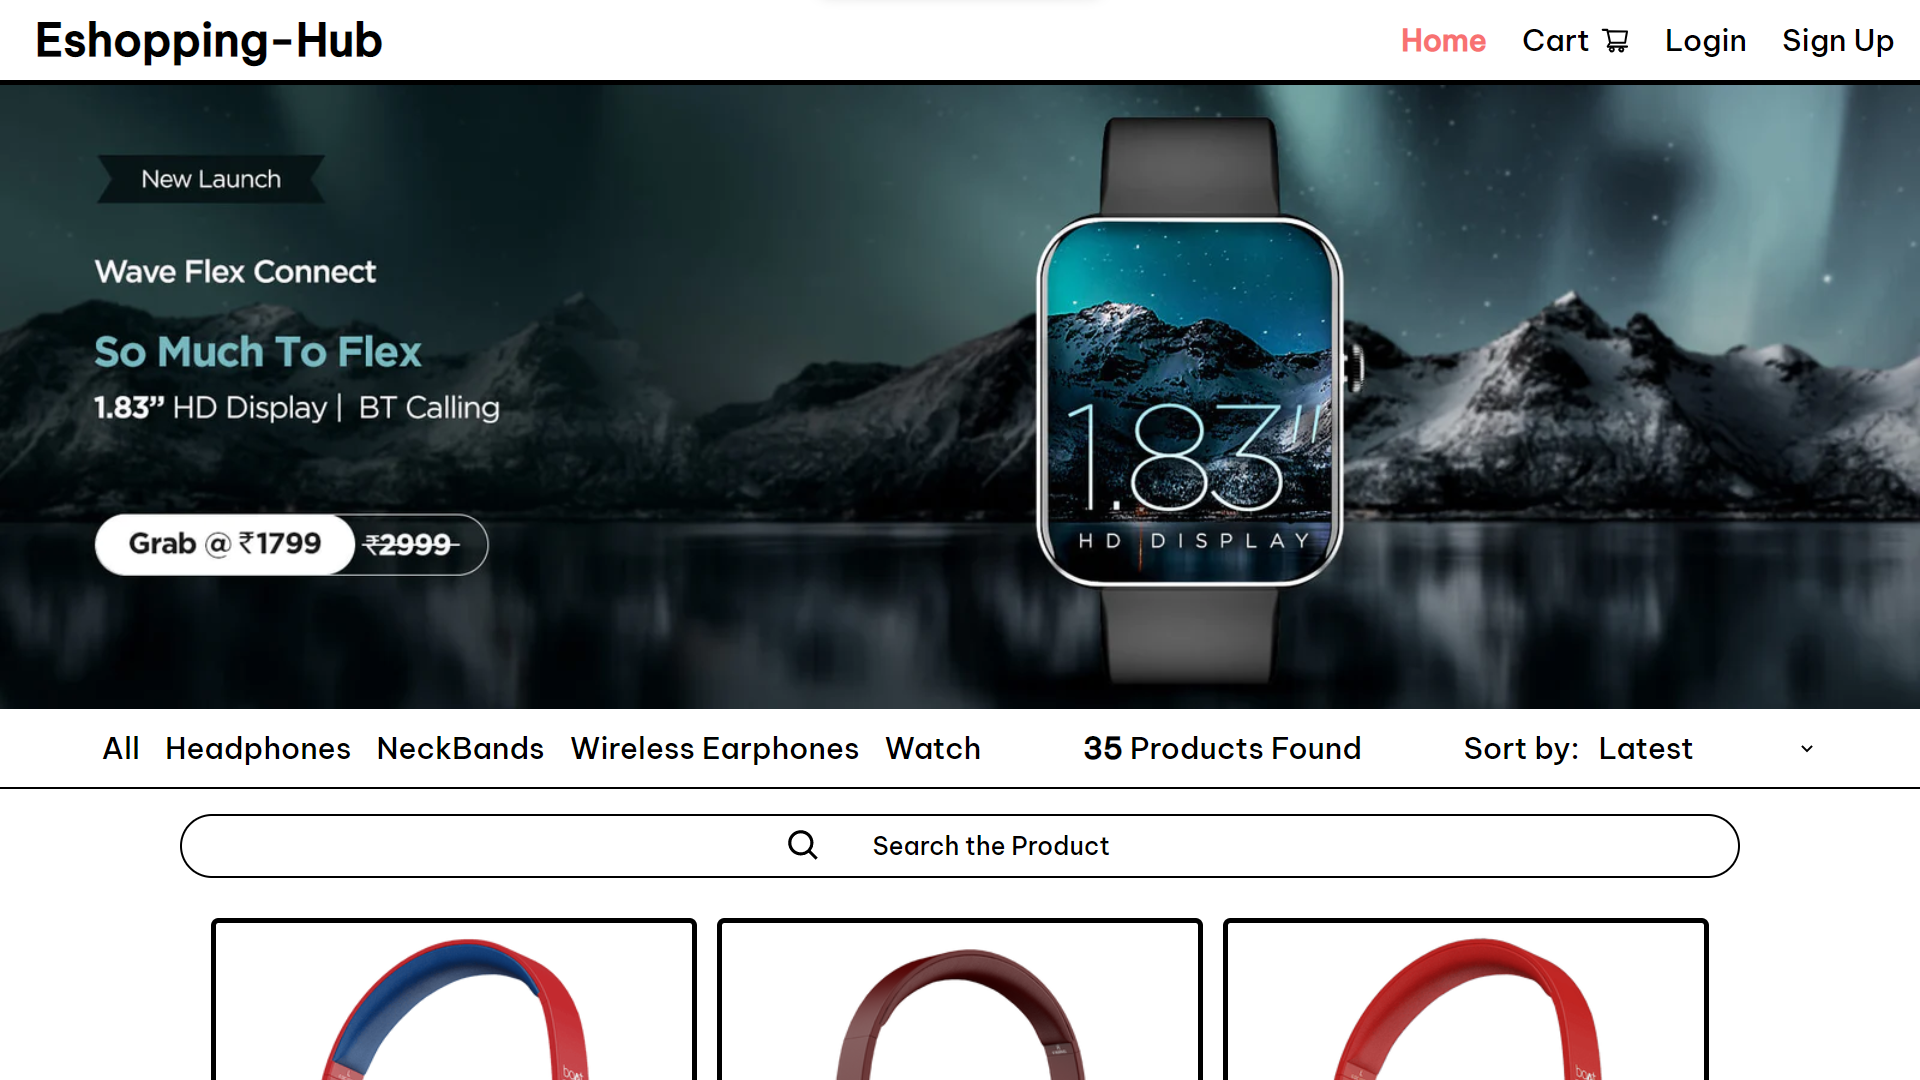 Eshopping-Hub
Home Cart Login Sign Up
New Launch
Wave Flex Connect
So Much To Flex
1.83” HD Display | BT Calling
Grab @ ₹1799 ₹2999
1.83"
HD DISPLAY
All Headphones NeckBands Wireless Earphones Watch 35 Products Found Sort by: Latest
Search the Product